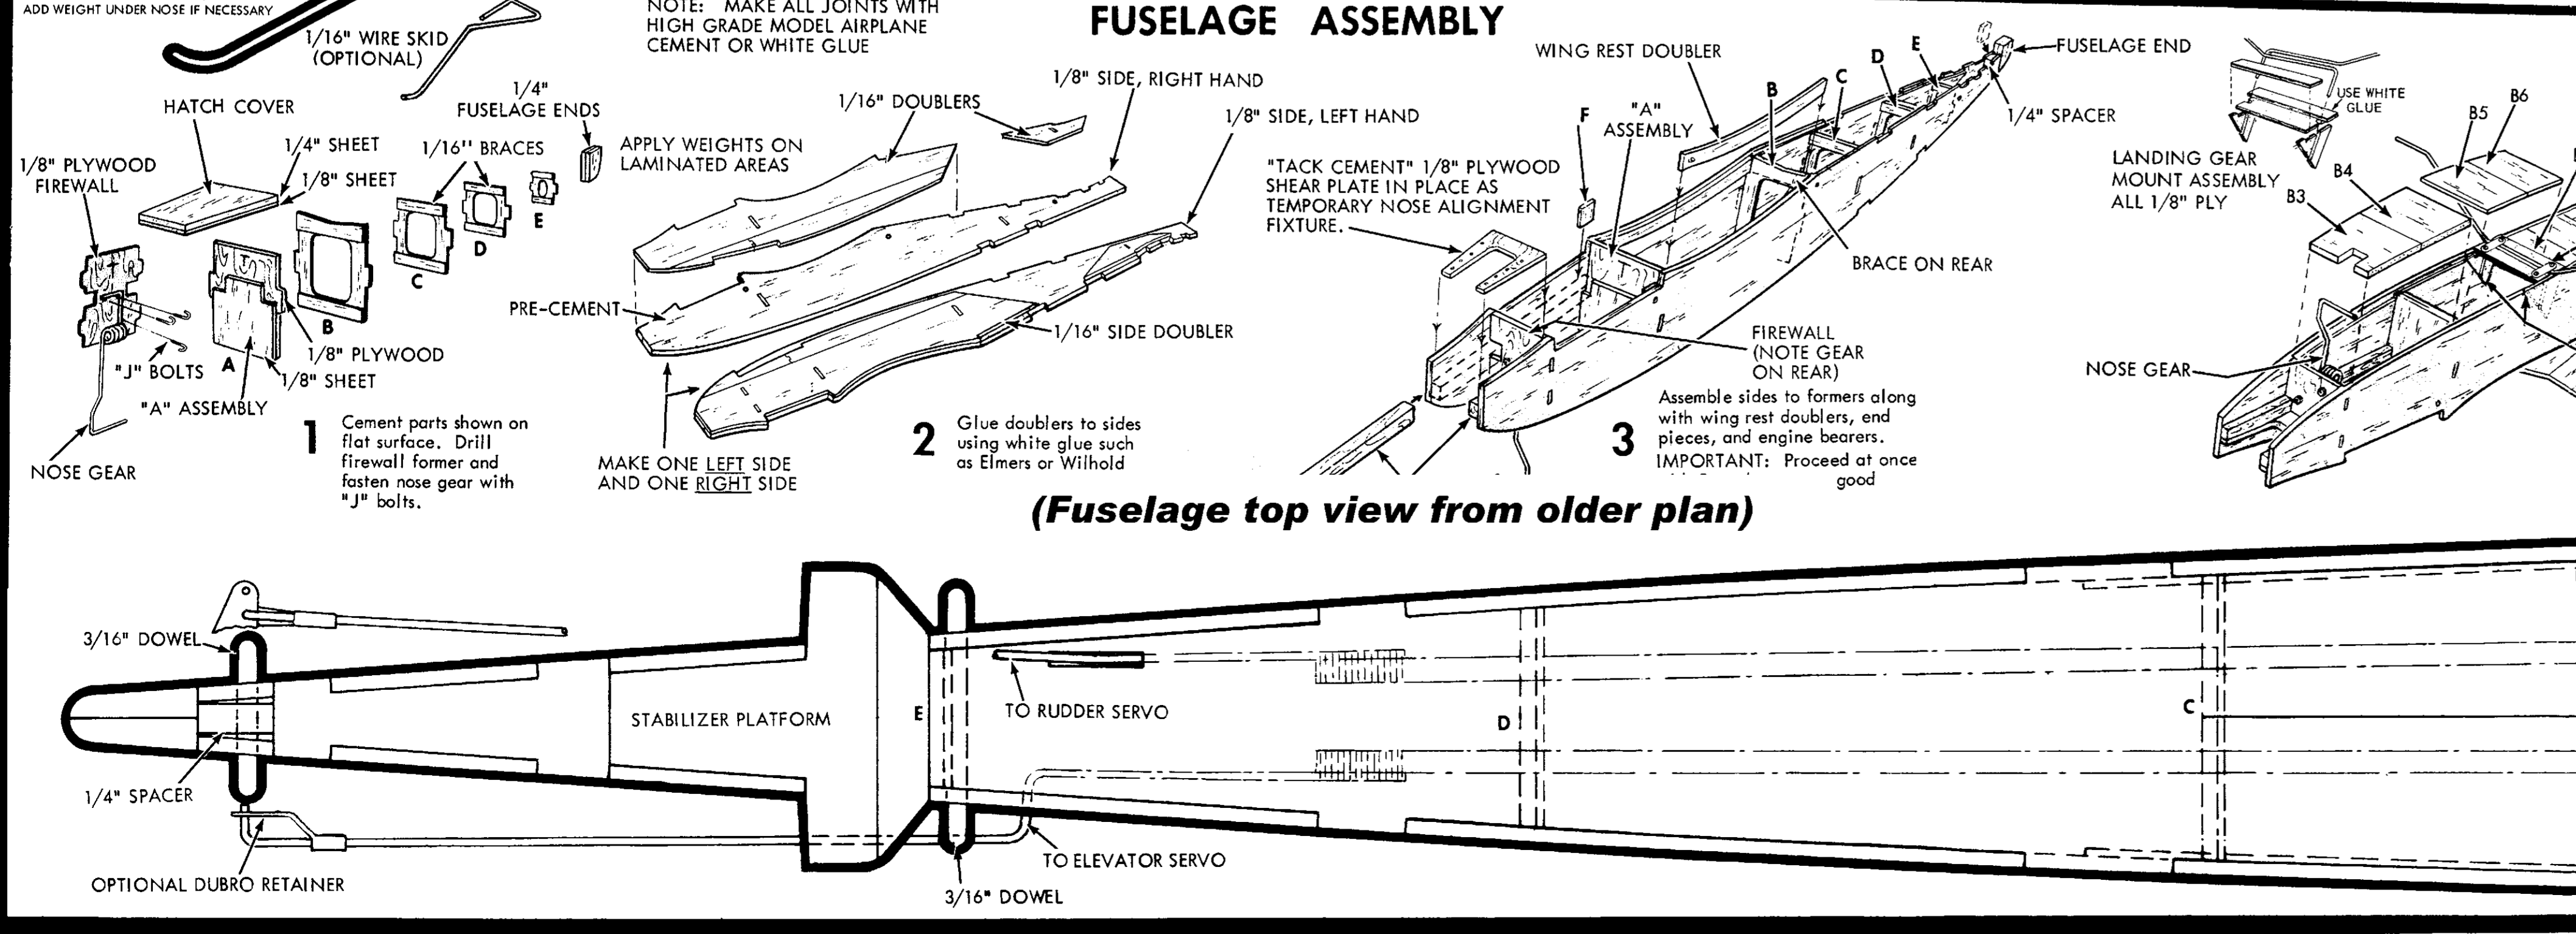 ADD WEIGHT UNDER NOSE IF NECESSARY
1/16" WIRE SKID
(OPTIONAL)
NOTE: MAKE ALL JOINTS WITH
HIGH GRADE MODEL AIRPLANE
CEMENT OR WHITE GLUE
FUSELAGE ASSEMBLY
HATCH COVER
1/4" SHEET
1/8" SHEET
1/8" PLYWOOD
FIREWALL
1/4"
FUSELAGE ENDS
1/16" BRACES
E
D
C
B
A
"J" BOLTS
1/8" PLYWOOD
1/8" SHEET
"A" ASSEMBLY
NOSE GEAR
1
Cement parts shown on
flat surface. Drill
firewall former and
fasten nose gear with
"J" bolts.
APPLY WEIGHTS ON
LAMINATED AREAS
1/16" DOUBLERS
1/8" SIDE, RIGHT HAND
1/8" SIDE, LEFT HAND
PRE-CEMENT
1/16" SIDE DOUBLER
MAKE ONE LEFT SIDE
AND ONE RIGHT SIDE
2
Glue doublers to sides
using white glue such
as Elmers or Wilhold
WING REST DOUBLER
"TACK CEMENT" 1/8" PLYWOOD
SHEAR PLATE IN PLACE AS
TEMPORARY NOSE ALIGNMENT
FIXTURE.
F
"A"
ASSEMBLY
B
C
D
E
FUSELAGE END
1/4" SPACER
BRACE ON REAR
FIREWALL
(NOTE GEAR
ON REAR)
3
Assemble sides to formers along
with wing rest doublers, end
pieces, and engine bearers.
IMPORTANT: Proceed at once
good
USE WHITE
GLUE
LANDING GEAR
MOUNT ASSEMBLY
ALL 1/8" PLY
B3
B4
B5
B6
NOSE GEAR
(Fuselage top view from older plan)
3/16" DOWEL
STABILIZER PLATFORM
E
TO RUDDER SERVO
D
C
1/4" SPACER
TO ELEVATOR SERVO
OPTIONAL DUBRO RETAINER
3/16" DOWEL